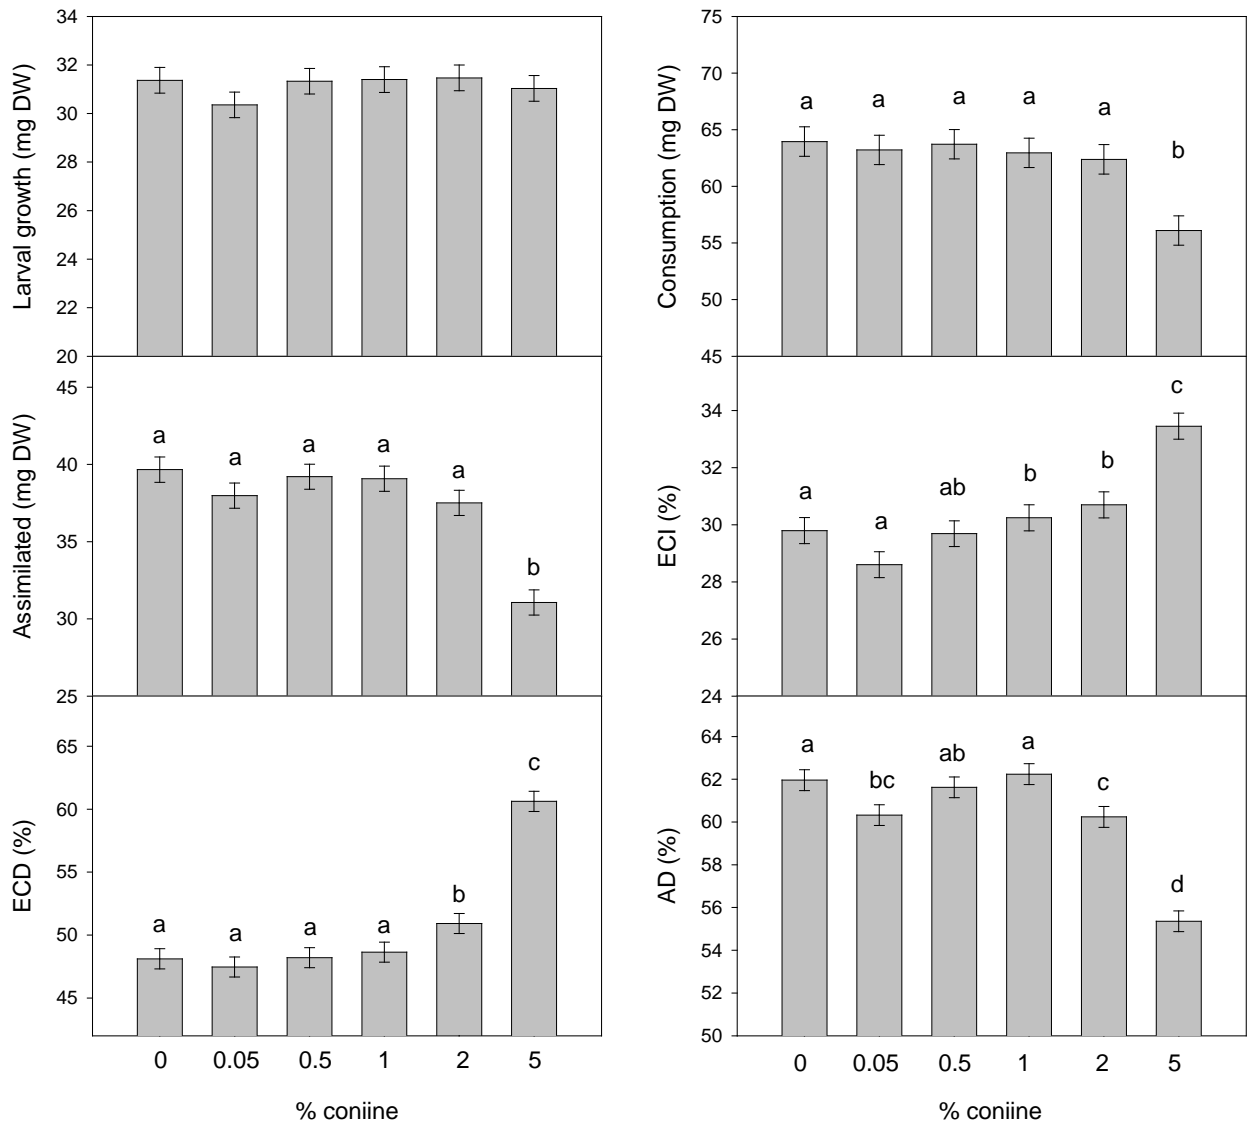 Larval growth (mg DW)
34
32
30
28
26
24
22
20
Consumption (mg DW)
75
70
65
60
55
50
45
a a a a a b
Assimilated (mg DW)
45
40
35
30
25
a a a a a b
ECI (%)
34
32
30
28
26
24
a a ab b b c
ECD (%)
65
60
55
50
45
a a a a b c
0 0.05 0.5 1 2 5
% coniine
AD (%)
64
62
60
58
56
54
52
50
a bc ab a c d
0 0.05 0.5 1 2 5
% coniine